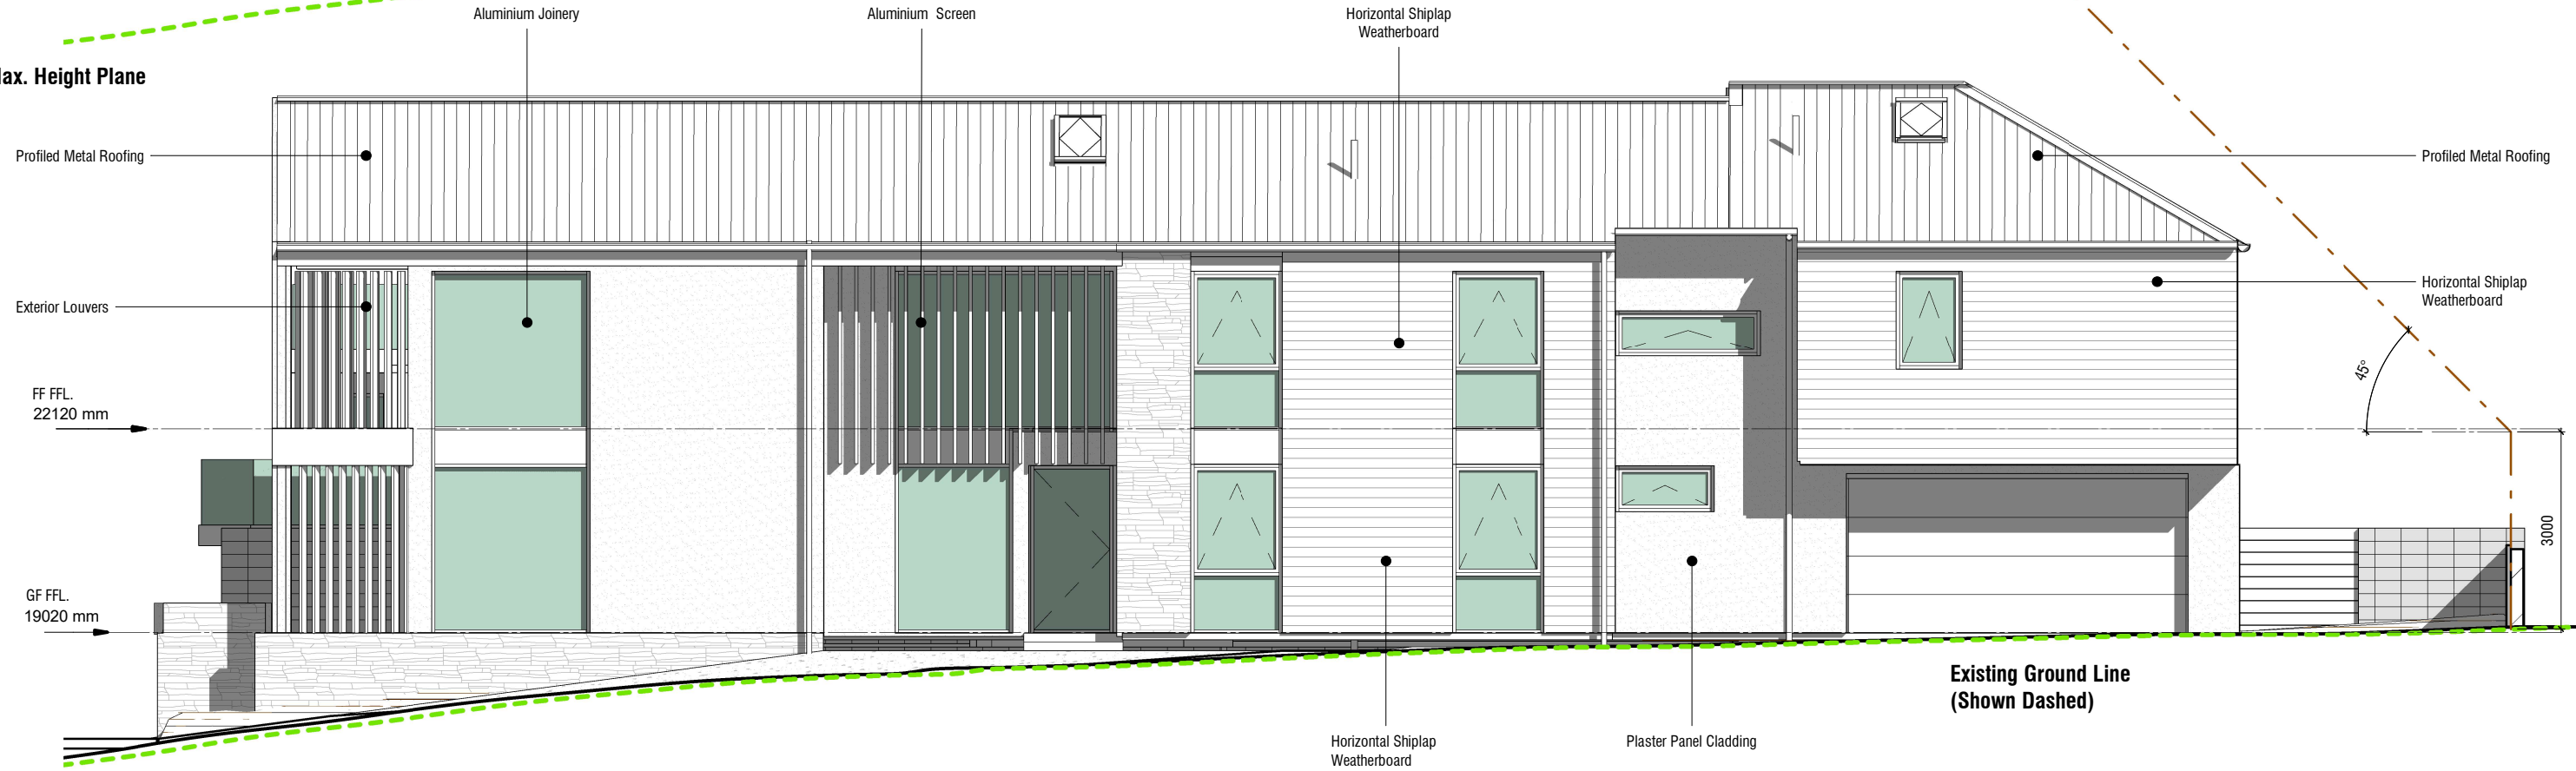 Aluminium Joinery
Aluminium Screen
Horizontal Shiplap
Weatherboard
Max. Height Plane
Profiled Metal Roofing
Profiled Metal Roofing
Exterior Louvers
Horizontal Shiplap
Weatherboard
45°
FF FFL.
22120 mm
3000
GF FFL.
19020 mm
Existing Ground Line
(Shown Dashed)
Horizontal Shiplap
Weatherboard
Plaster Panel Cladding